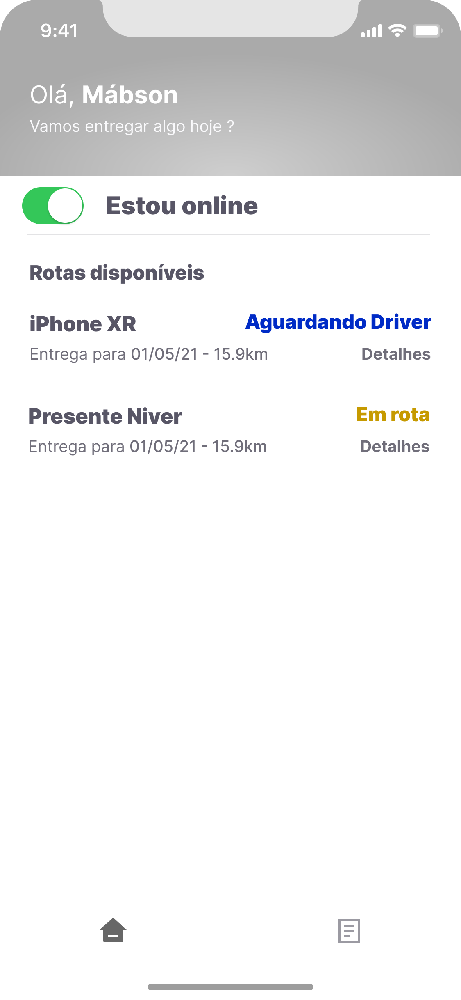 9:41
Olá, Mábson
Vamos entregar algo hoje ?
Estou online
Rotas disponíveis
iPhone XR Aguardando Driver
Entrega para 01/05/21 - 15.9km Detalhes
Presente Niver Em rota
Entrega para 01/05/21 - 15.9km Detalhes